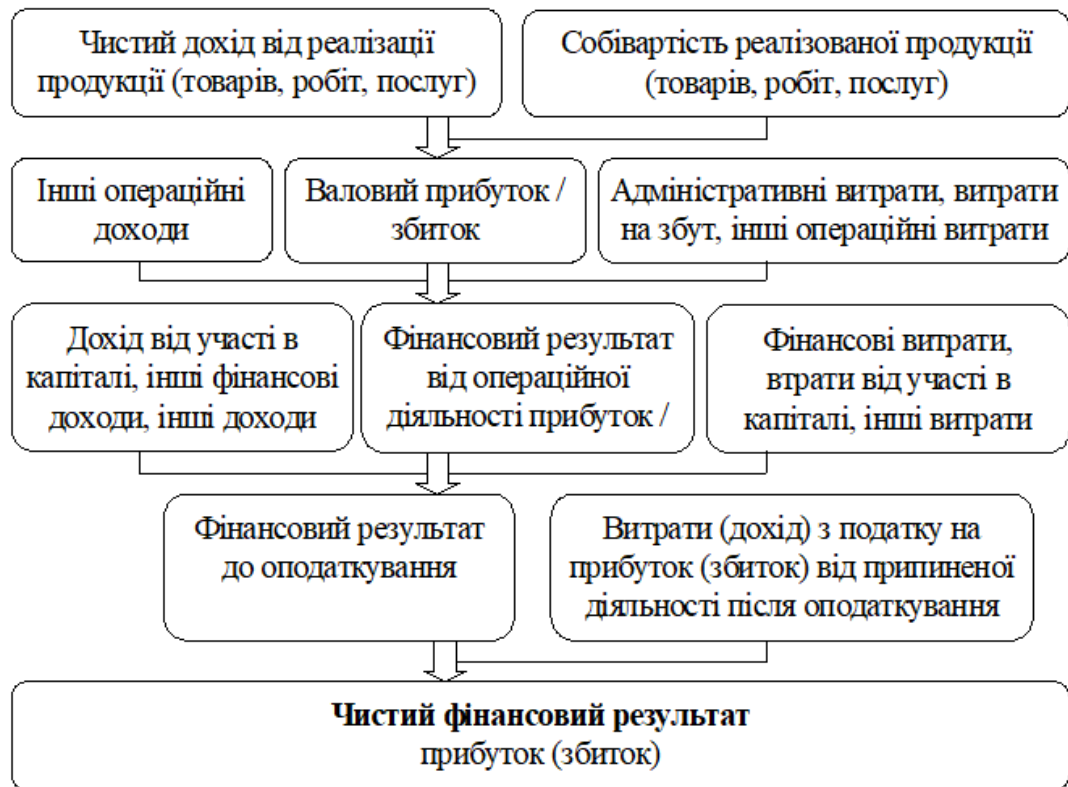 Чистий дохід від реалізації
продукції (товарів, робіт, послуг)
Собівартість реалізованої продукції
(товарів, робіт, послуг)
Інші операційні
доходи
Валовий прибуток /
збиток
Адміністративні витрати, витрати
на збут, інші операційні витрати
Дохід від участі в
капіталі, інші фінансові
доходи, інші доходи
Фінансовий результат
від операційної
діяльності прибуток /
Фінансові витрати,
втрати від участі в
капіталі, інші витрати
Фінансовий результат
до оподаткування
Витрати (дохід) з податку на
прибуток (збиток) від припиненої
діяльності після оподаткування
Чистий фінансовий результат
прибуток (збиток)